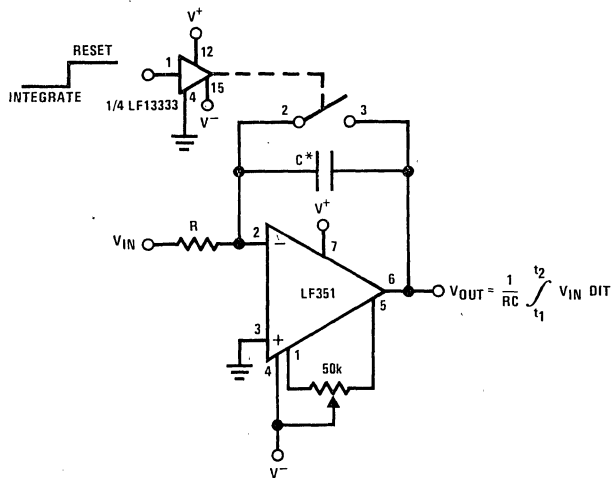 V+
12
RESET
1
INTEGRATE
4
15
1/4 LF13333
V−
2
3
C*
V+
R
7
VIN
2
−
6
LF351
VOUT = 1/RC ∫ t2 t1 VIN DIT
5
3
+
1
4
50k
V−